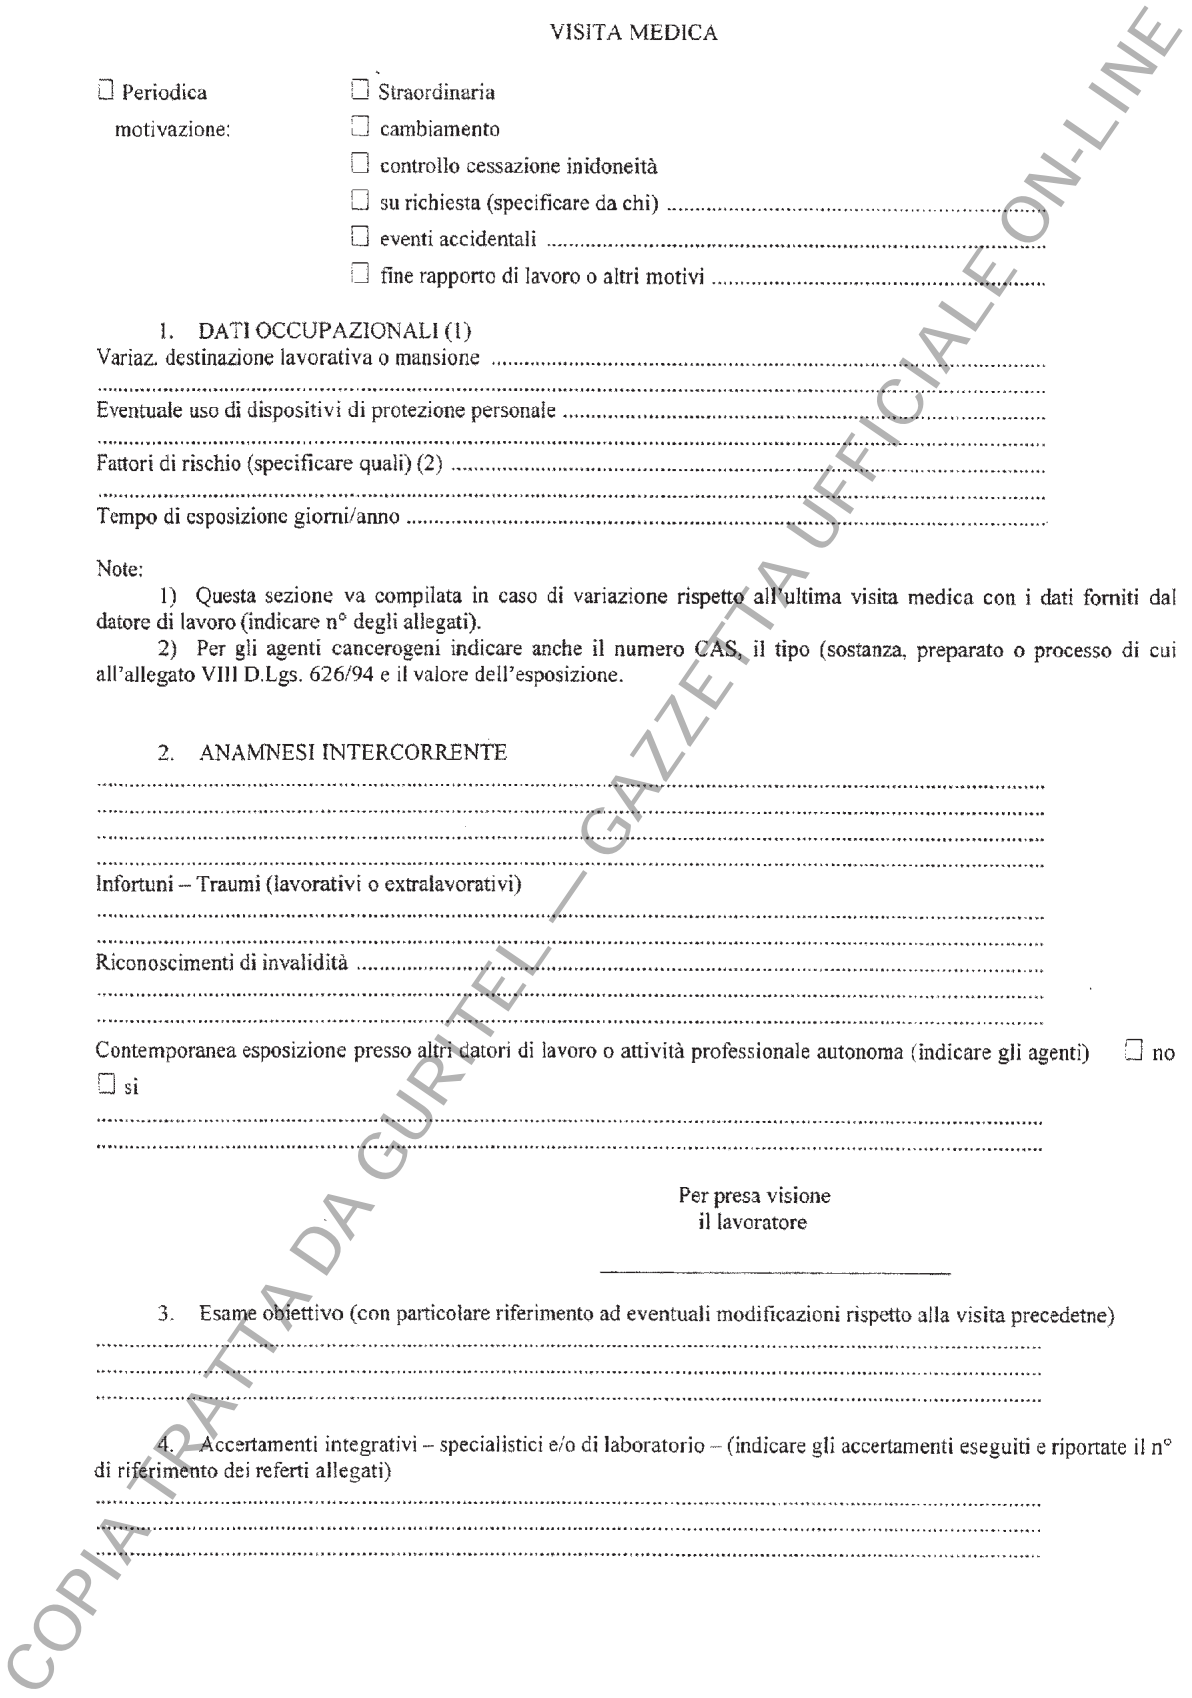 VISITA MEDICA
☐ Periodica ☐ Straordinaria
motivazione: ☐ cambiamento
☐ controllo cessazione inidoneità
☐ su richiesta (specificare da chi) ..........
☐ eventi accidentali ..........
☐ fine rapporto di lavoro o altri motivi ..........
1. DATI OCCUPAZIONALI (1)
Variaz. destinazione lavorativa o mansione ..........
..........
Eventuale uso di dispositivi di protezione personale ..........
..........
Fattori di rischio (specificare quali) (2) ..........
..........
Tempo di esposizione giorni/anno ..........
Note:
1) Questa sezione va compilata in caso di variazione rispetto all'ultima visita medica con i dati forniti dal
datore di lavoro (indicare n° degli allegati).
2) Per gli agenti cancerogeni indicare anche il numero CAS, il tipo (sostanza, preparato o processo di cui
all'allegato VIII D.Lgs. 626/94 e il valore dell'esposizione.
2. ANAMNESI INTERCORRENTE
..........
..........
..........
..........
Infortuni – Traumi (lavorativi o extralavorativi)
..........
..........
Riconoscimenti di invalidità ..........
..........
..........
Contemporanea esposizione presso altri datori di lavoro o attività professionale autonoma (indicare gli agenti) ☐ no
☐ si
..........
..........
Per presa visione
il lavoratore
__________
3. Esame obiettivo (con particolare riferimento ad eventuali modificazioni rispetto alla visita precedetne)
..........
..........
..........
4. Accertamenti integrativi – specialistici e/o di laboratorio – (indicare gli accertamenti eseguiti e riportate il n°
di riferimento dei referti allegati)
..........
..........
..........
COPIA TRATTA DA GURITEL — GAZZETTA UFFICIALE ON-LINE